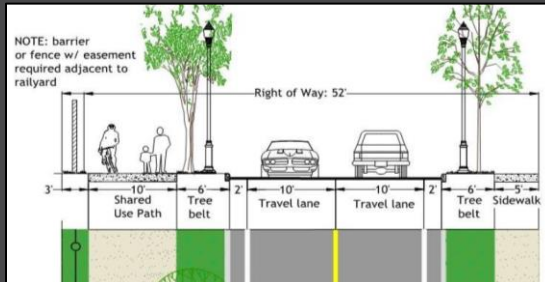 NOTE: barrier
or fence w/ easement
required adjacent to
railyard
Right of Way: 52'
3' 10' 6' 2' 10' 10' 2' 6' 5'
Shared
Use Path
Tree
belt
Travel lane
Travel lane
Tree
belt
Sidewalk